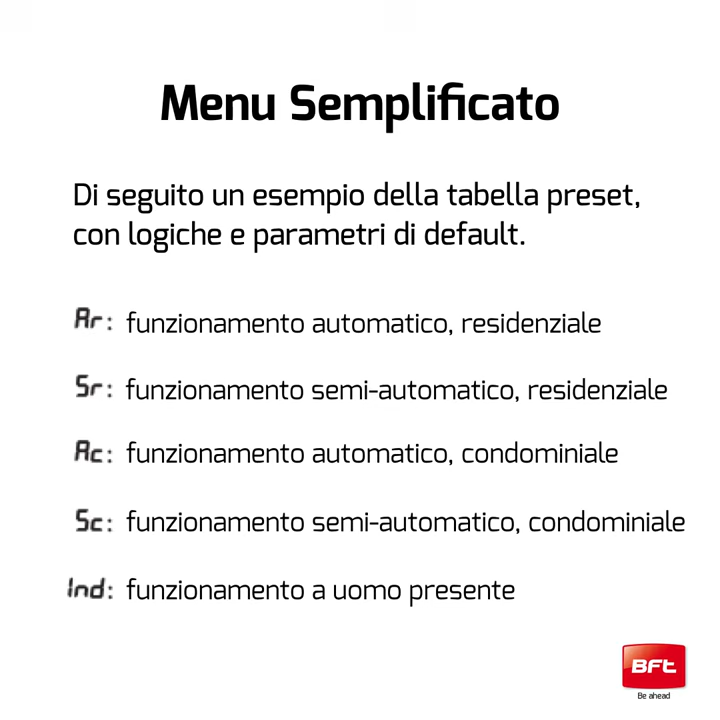 Menu Semplificato
Di seguito un esempio della tabella preset,
con logiche e parametri di default.
Ar: funzionamento automatico, residenziale
Sr: funzionamento semi-automatico, residenziale
Ac: funzionamento automatico, condominiale
Sc: funzionamento semi-automatico, condominiale
Ind: funzionamento a uomo presente
BFt
Be ahead